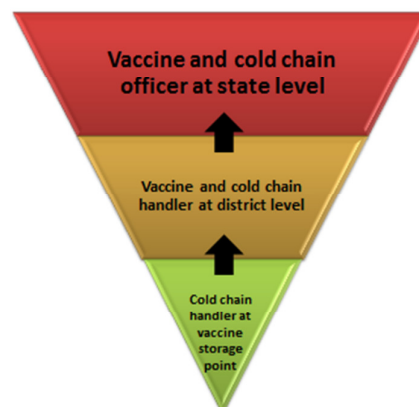 Vaccine and cold chain
officer at state level
Vaccine and cold chain
handler at district level
Cold chain
handler at
vaccine
storage
point